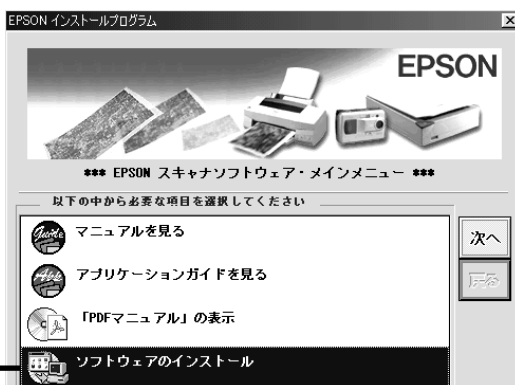 EPSON インストールプログラム
EPSON
*** EPSON スキャナソフトウェア・メインメニュー ***
以下の中から必要な項目を選択してください
Guide
マニュアルを見る
アプリケーションガイドを見る
「PDFマニュアル」の表示
ソフトウェアのインストール
次へ
戻る